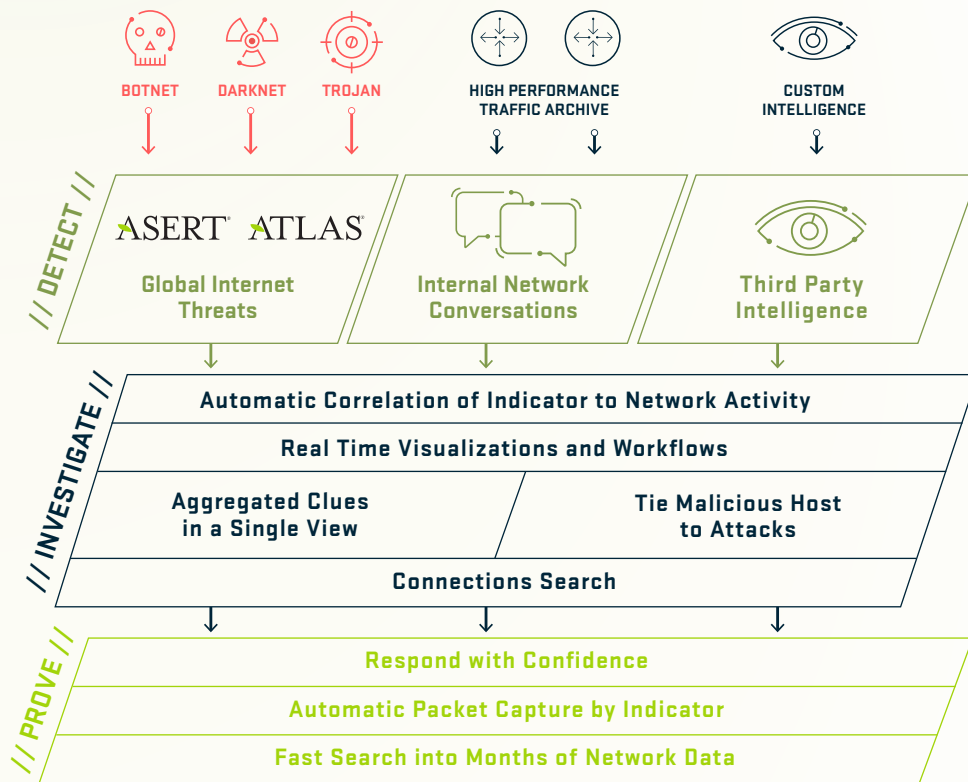 BOTNET
DARKNET
TROJAN
HIGH PERFORMANCE
TRAFFIC ARCHIVE
CUSTOM
INTELLIGENCE
// DETECT //
ASERT® ATLAS®
Global Internet
Threats
Internal Network
Conversations
Third Party
Intelligence
// INVESTIGATE //
Automatic Correlation of Indicator to Network Activity
Real Time Visualizations and Workflows
Aggregated Clues
in a Single View
Tie Malicious Host
to Attacks
Connections Search
// PROVE //
Respond with Confidence
Automatic Packet Capture by Indicator
Fast Search into Months of Network Data